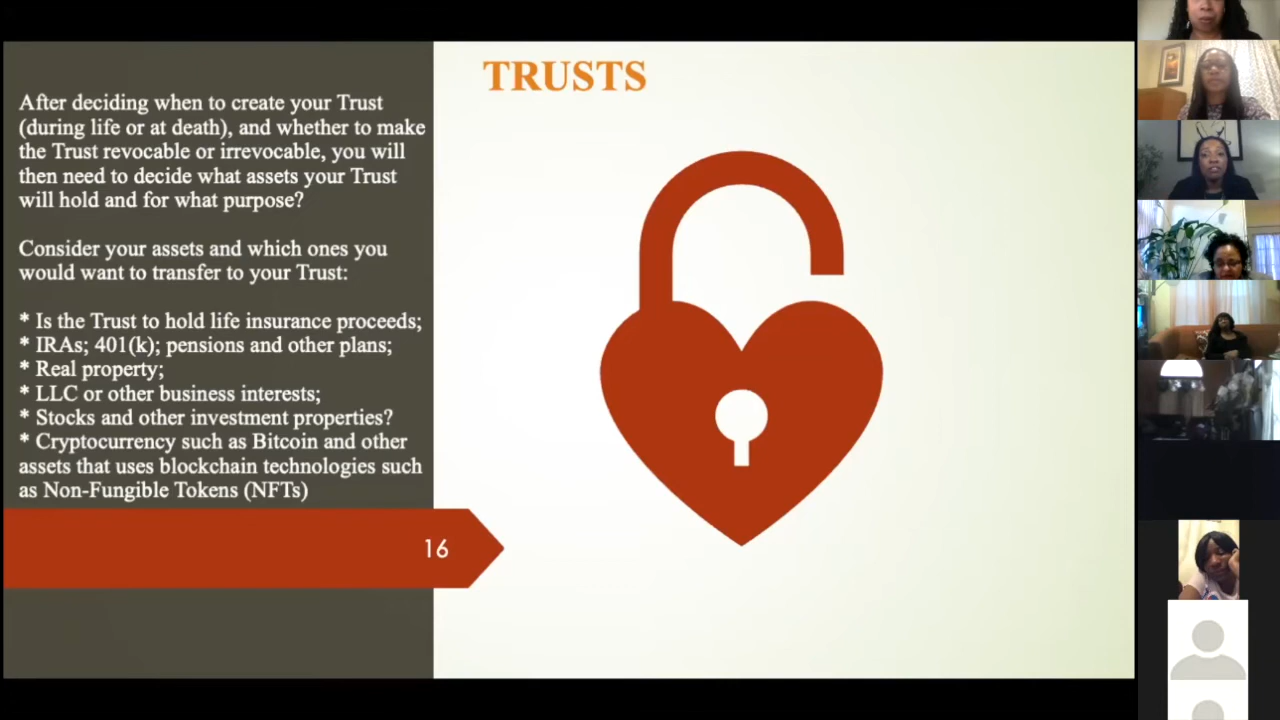 TRUSTS
After deciding when to create your Trust
(during life or at death), and whether to make
the Trust revocable or irrevocable, you will
then need to decide what assets your Trust
will hold and for what purpose?
Consider your assets and which ones you
would want to transfer to your Trust:
* Is the Trust to hold life insurance proceeds;
* IRAs; 401(k); pensions and other plans;
* Real property;
* LLC or other business interests;
* Stocks and other investment properties?
* Cryptocurrency such as Bitcoin and other
assets that uses blockchain technologies such
as Non-Fungible Tokens (NFTs)
16